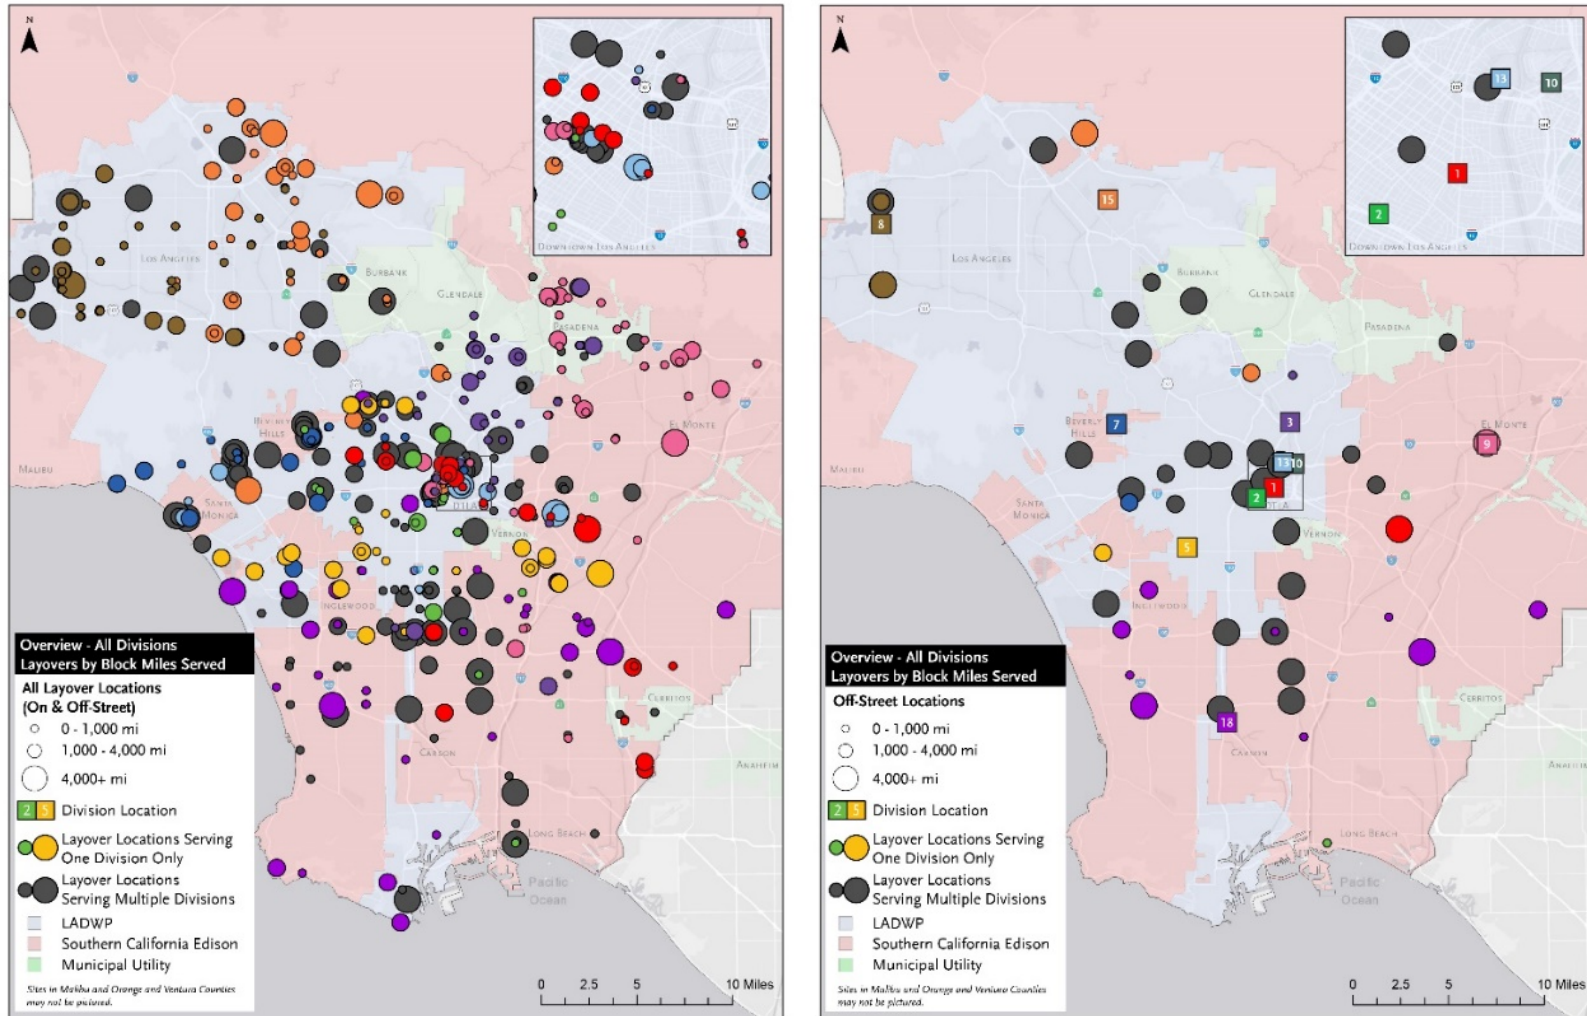 N
DOWNTOWN LOS ANGELES
LOS ANGELES
BURBANK
GLENDALE
PASADENA
BEVERLY
HILLS
EL MONTE
MALIBU
SANTA
MONICA
DTLA
VERNON
INGLEWOOD
CERRITOS
CARSON
ANAHEIM
LONG BEACH
Pacific
Ocean
Overview - All Divisions
Layovers by Block Miles Served
All Layover Locations
(On & Off-Street)
0 - 1,000 mi
1,000 - 4,000 mi
4,000+ mi
2 5 Division Location
Layover Locations Serving
One Division Only
Layover Locations
Serving Multiple Divisions
LADWP
Southern California Edison
Municipal Utility
Sites in Malibu and Orange and Ventura Counties
may not be pictured.
0 2.5 5 10 Miles
N
13
10
1
2
DOWNTOWN LOS ANGELES
15
8
LOS ANGELES
BURBANK
GLENDALE
PASADENA
7
BEVERLY
HILLS
3
EL MONTE
9
MALIBU
13 10
1
2
SANTA
MONICA
VERNON
5
INGLEWOOD
CERRITOS
18
CARSON
ANAHEIM
LONG BEACH
Pacific
Ocean
Overview - All Divisions
Layovers by Block Miles Served
Off-Street Locations
0 - 1,000 mi
1,000 - 4,000 mi
4,000+ mi
2 5 Division Location
Layover Locations Serving
One Division Only
Layover Locations
Serving Multiple Divisions
LADWP
Southern California Edison
Municipal Utility
Sites in Malibu and Orange and Ventura Counties
may not be pictured.
0 2.5 5 10 Miles